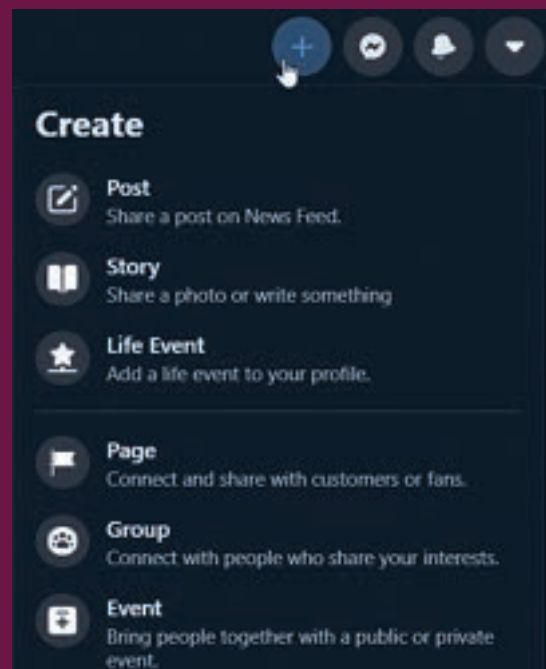 Create
Post
Share a post on News Feed.
Story
Share a photo or write something
Life Event
Add a life event to your profile.
Page
Connect and share with customers or fans.
Group
Connect with people who share your interests.
Event
Bring people together with a public or private
event.